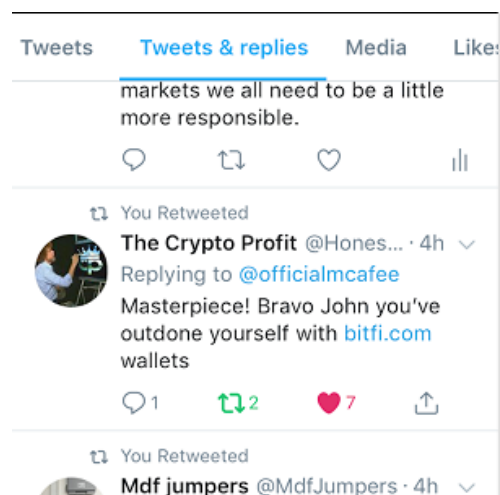 Tweets Tweets & replies Media Likes
markets we all need to be a little
more responsible.
You Retweeted
The Crypto Profit @Hones... · 4h
Replying to @officialmcafee
Masterpiece! Bravo John you've
outdone yourself with bitfi.com
wallets
1 2 7
You Retweeted
Mdf jumpers @MdfJumpers · 4h